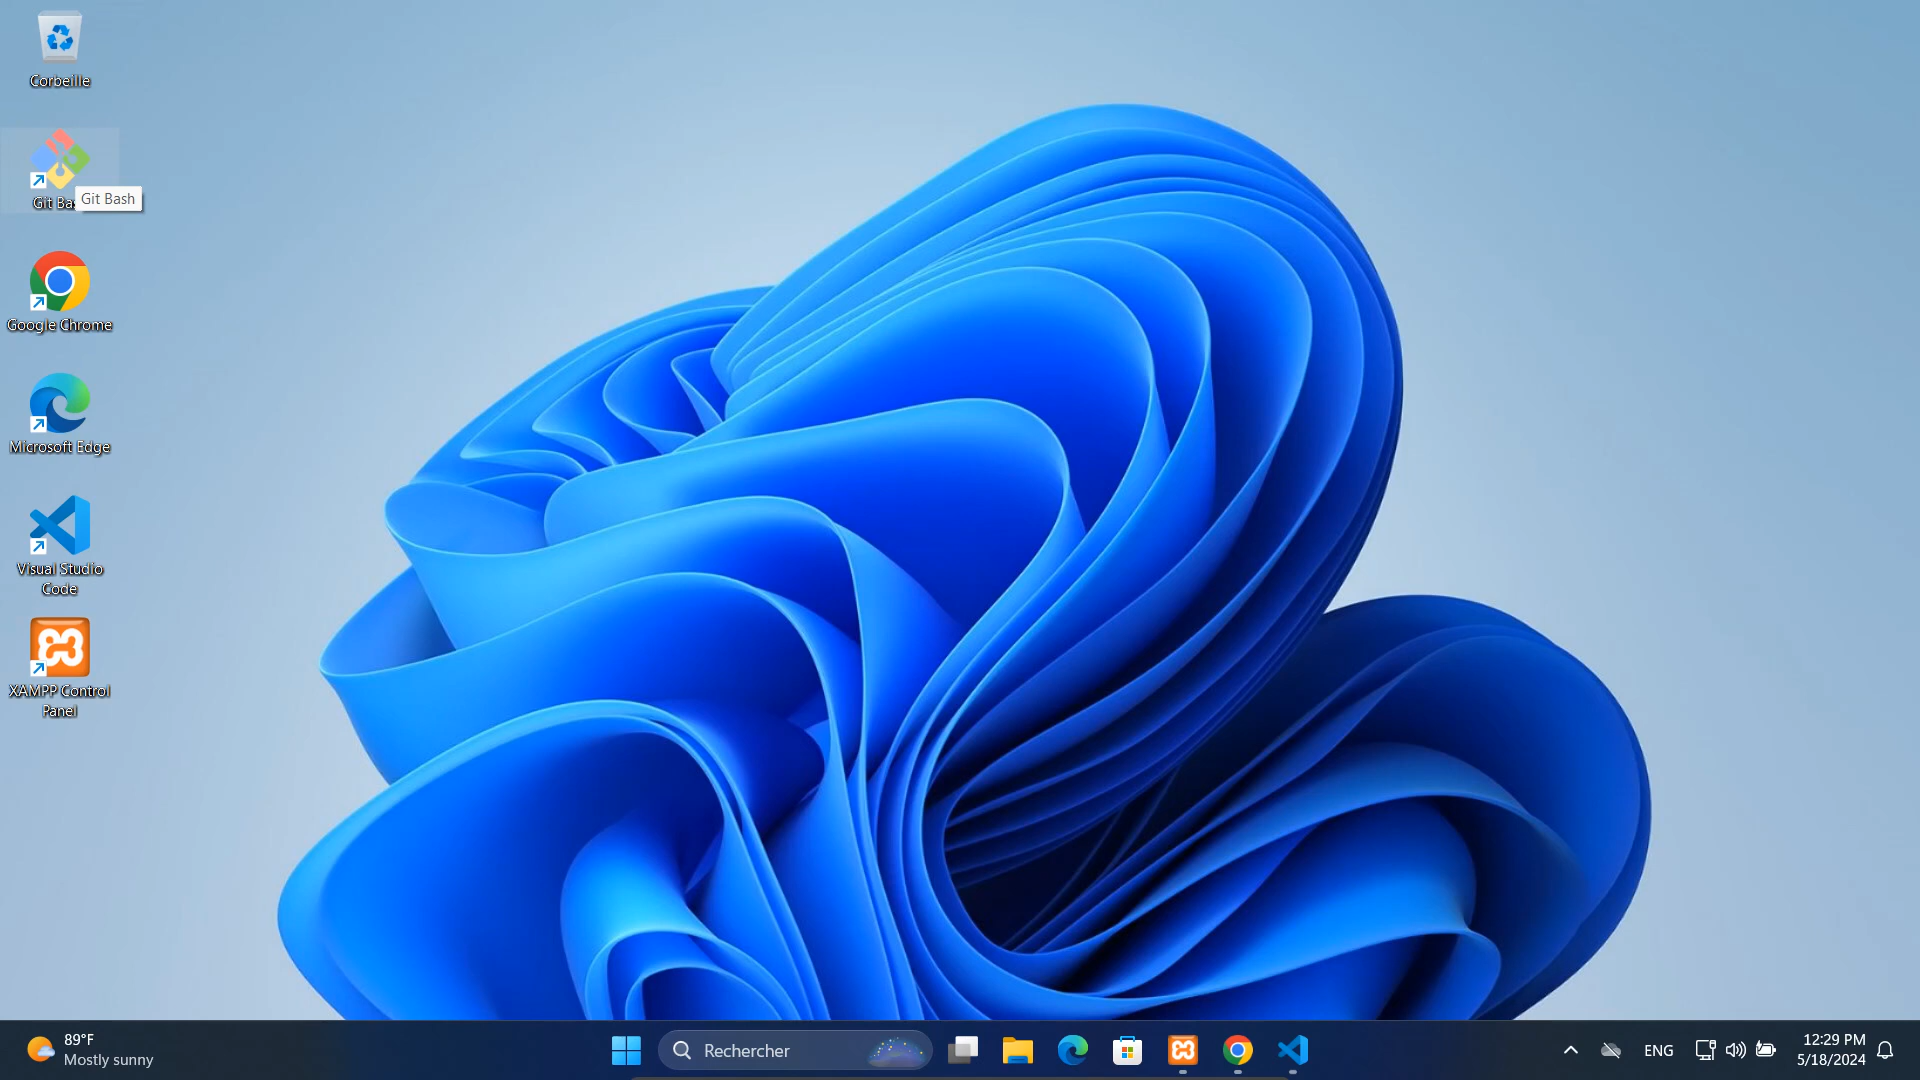 Corbeille
Git Bas
Git Bash
Google Chrome
Microsoft Edge
Visual Studio
Code
XAMPP Control
Panel
89°F
Mostly sunny
Rechercher
ENG
12:29 PM
5/18/2024